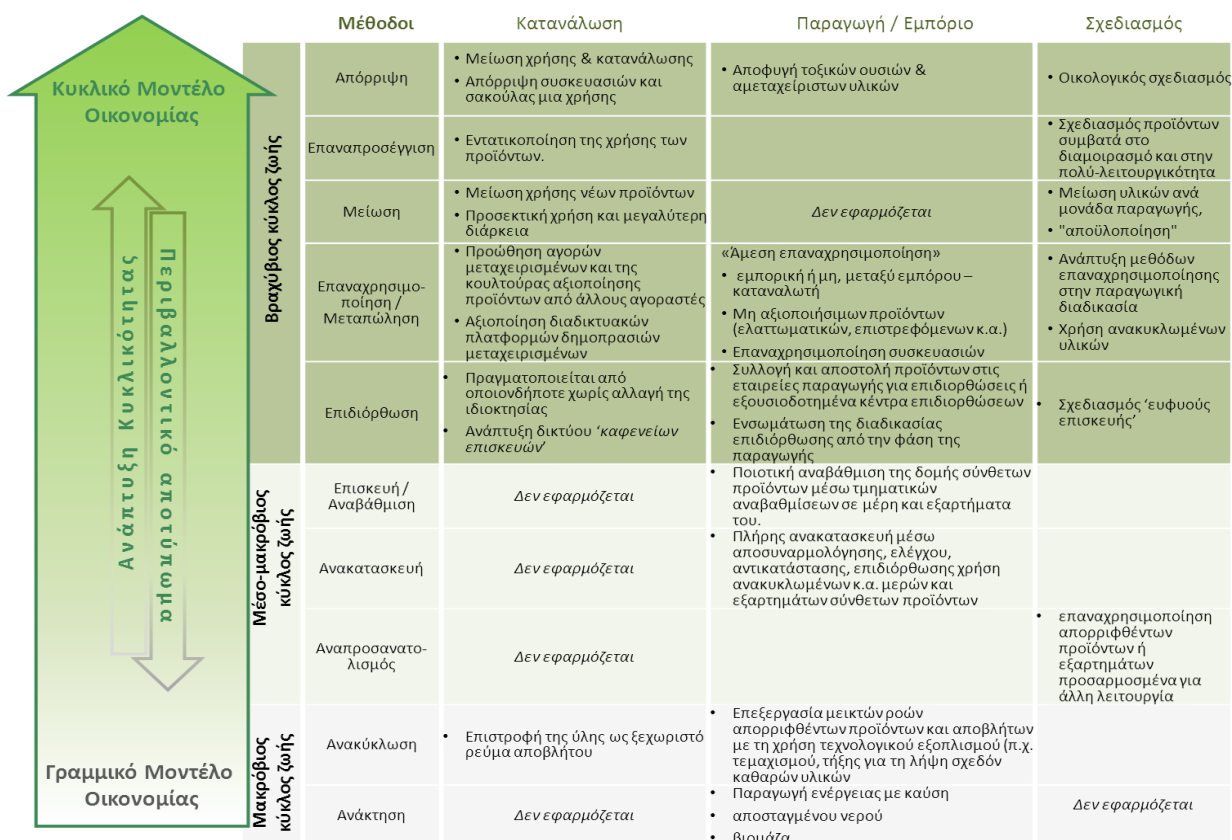 Μέθοδοι
Κατανάλωση
Παραγωγή / Εμπόριο
Σχεδιασμός
Κυκλικό Μοντέλο
Οικονομίας
Ανάπτυξη Κυκλικότητας
Περιβαλλοντικό αποτύπωμα
Γραμμικό Μοντέλο
Οικονομίας
Βραχύβιος κύκλος ζωής
Απόρριψη
• Μείωση χρήσης & κατανάλωσης
• Απόρριψη συσκευασιών και
σακούλας μια χρήσης
• Αποφυγή τοξικών ουσιών &
αμεταχείριστων υλικών
• Οικολογικός σχεδιασμός
Επαναπροσέγγιση
• Εντατικοποίηση της χρήσης των
προϊόντων.
• Σχεδιασμός προϊόντων
συμβατά στο
διαμοιρασμό και στην
πολύ-λειτουργικότητα
Μείωση
• Μείωση χρήσης νέων προϊόντων
• Προσεκτική χρήση και μεγαλύτερη
διάρκεια
Δεν εφαρμόζεται
• Μείωση υλικών ανά
μονάδα παραγωγής,
• "αποϋλοποίηση"
Επαναχρησιμο-
ποίηση /
Μεταπώληση
• Προώθηση αγορών
μεταχειρισμένων και της
κουλτούρας αξιοποίησης
προϊόντων από άλλους αγοραστές
• Αξιοποίηση διαδικτυακών
πλατφορμών δημοπρασιών
μεταχειρισμένων
«Άμεση επαναχρησιμοποίηση»
• εμπορική ή μη, μεταξύ εμπόρου –
καταναλωτή
• Μη αξιοποιήσιμων προϊόντων
(ελαττωματικών, επιστρεφόμενων κ.α.)
• Επαναχρησιμοποίηση συσκευασιών
• Ανάπτυξη μεθόδων
επαναχρησιμοποίησης
στην παραγωγική
διαδικασία
• Χρήση ανακυκλωμένων
υλικών
Επιδιόρθωση
• Πραγματοποιείται από
οποιονδήποτε χωρίς αλλαγή της
ιδιοκτησίας
• Ανάπτυξη δικτύου ‘καφενείων
επισκευών’
• Συλλογή και αποστολή προϊόντων στις
εταιρείες παραγωγής για επιδιορθώσεις ή
εξουσιοδοτημένα κέντρα επιδιορθώσεων
• Ενσωμάτωση της διαδικασίας
επιδιόρθωσης από την φάση της
παραγωγής
• Σχεδιασμός ‘ευφυούς
επισκευής’
Μέσο-μακρόβιος
κύκλος ζωής
Επισκευή /
Αναβάθμιση
Δεν εφαρμόζεται
• Ποιοτική αναβάθμιση της δομής σύνθετων
προϊόντων μέσω τμηματικών
αναβαθμίσεων σε μέρη και εξαρτήματα
του.
Ανακατασκευή
Δεν εφαρμόζεται
• Πλήρης ανακατασκευή μέσω
αποσυναρμολόγησης, ελέγχου,
αντικατάστασης, επιδιόρθωσης χρήση
ανακυκλωμένων κ.α. μερών και
εξαρτημάτων σύνθετων προϊόντων
Αναπροσανατο-
λισμός
Δεν εφαρμόζεται
• επαναχρησιμοποίηση
απορριφθέντων
προϊόντων ή
εξαρτημάτων
προσαρμοσμένα για
άλλη λειτουργία
Μακρόβιος
κύκλος ζωής
Ανακύκλωση
• Επιστροφή της ύλης ως ξεχωριστό
ρεύμα αποβλήτου
• Επεξεργασία μεικτών ροών
απορριφθέντων προϊόντων και αποβλήτων
με τη χρήση τεχνολογικού εξοπλισμού (π.χ.
τεμαχισμού, τήξης για τη λήψη σχεδόν
καθαρών υλικών
Ανάκτηση
Δεν εφαρμόζεται
• Παραγωγή ενέργειας με καύση
• αποσταγμένου νερού
• βιομάζα
Δεν εφαρμόζεται